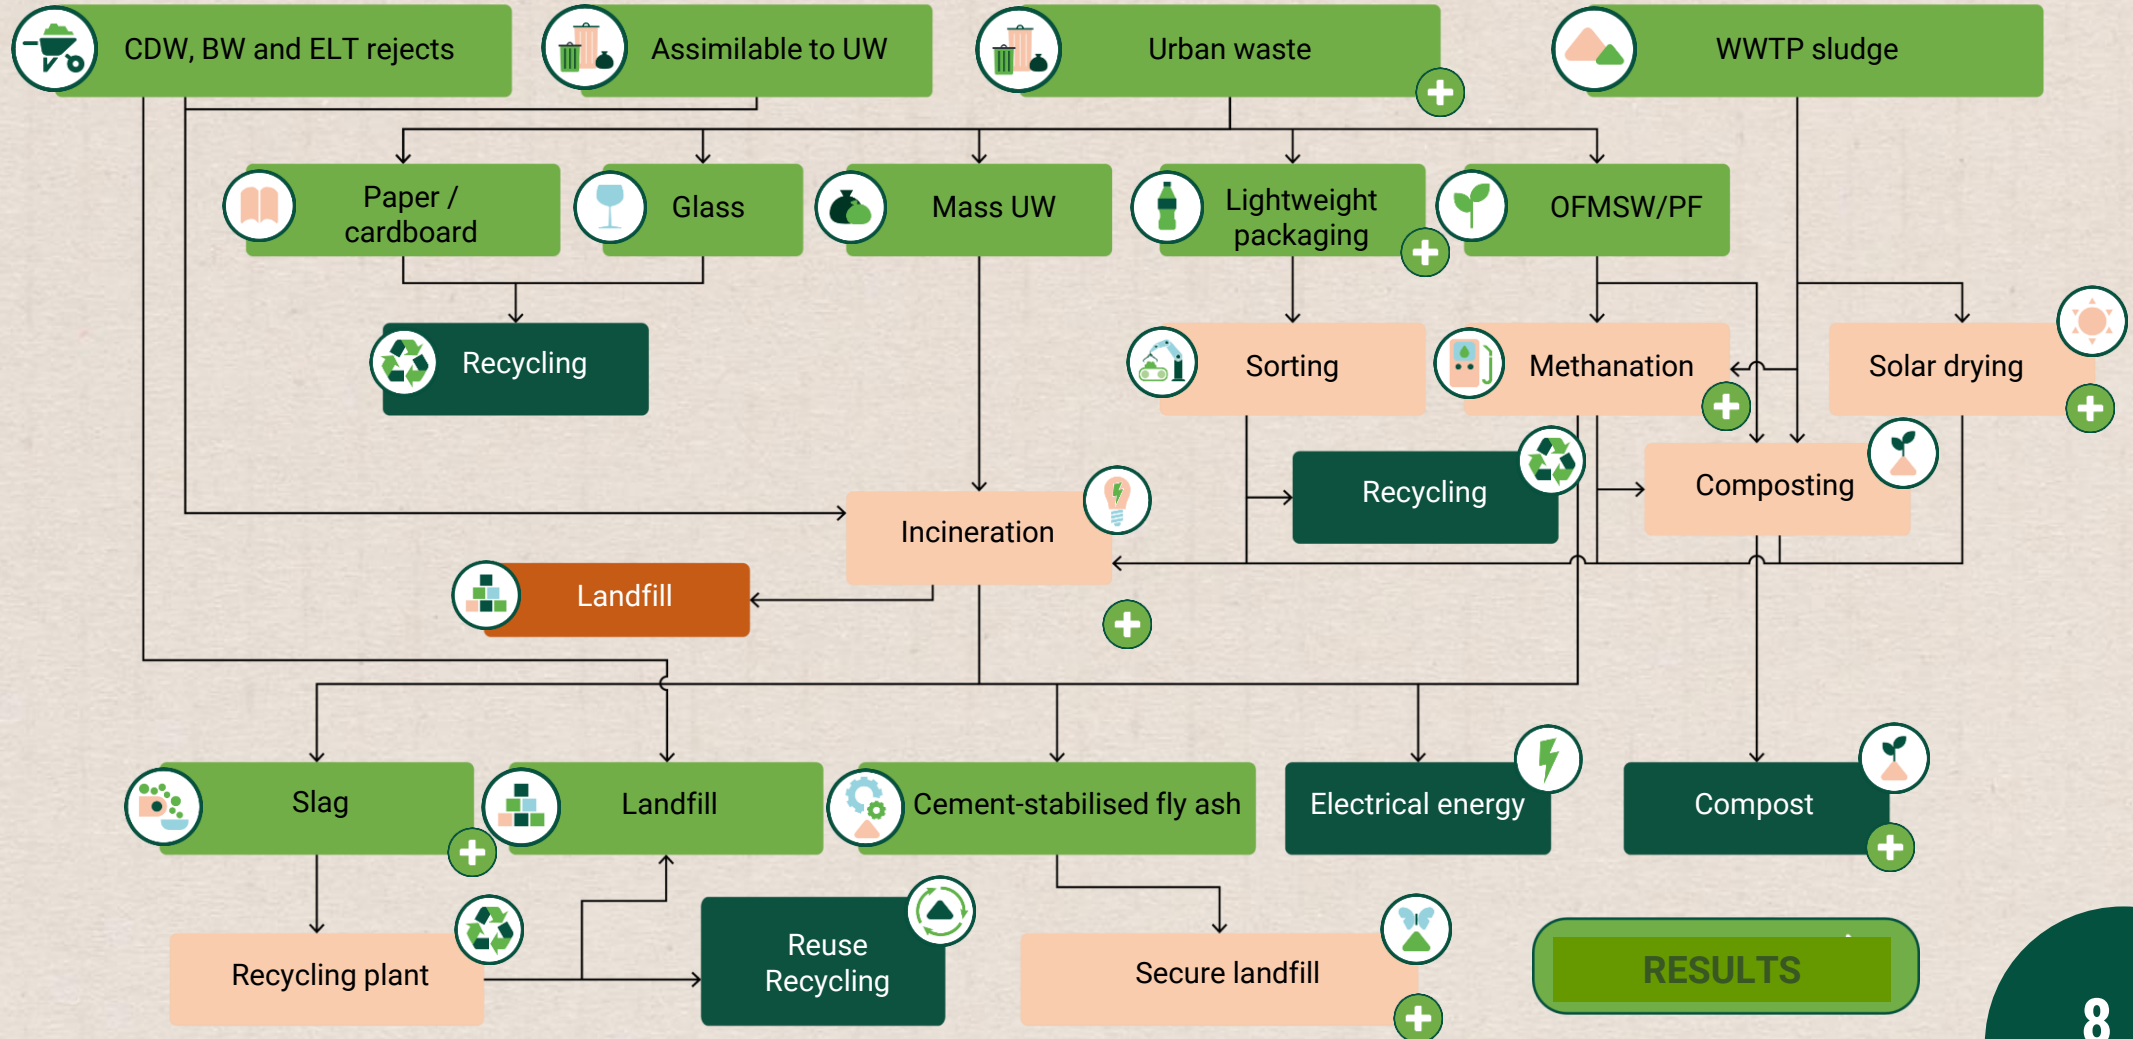 CDW, BW and ELT rejects
Assimilable to UW
Urban waste
WWTP sludge
Paper /
cardboard
Glass
Mass UW
Lightweight
packaging
OFMSW/PF
Recycling
Sorting
Methanation
Solar drying
Recycling
Composting
Incineration
Landfill
Slag
Landfill
Cement-stabilised fly ash
Electrical energy
Compost
Recycling plant
Reuse
Recycling
Secure landfill
RESULTS
8